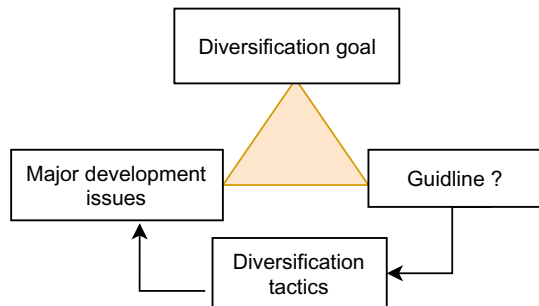 Diversification goal
Major development
issues
Guidline ?
Diversification
tactics